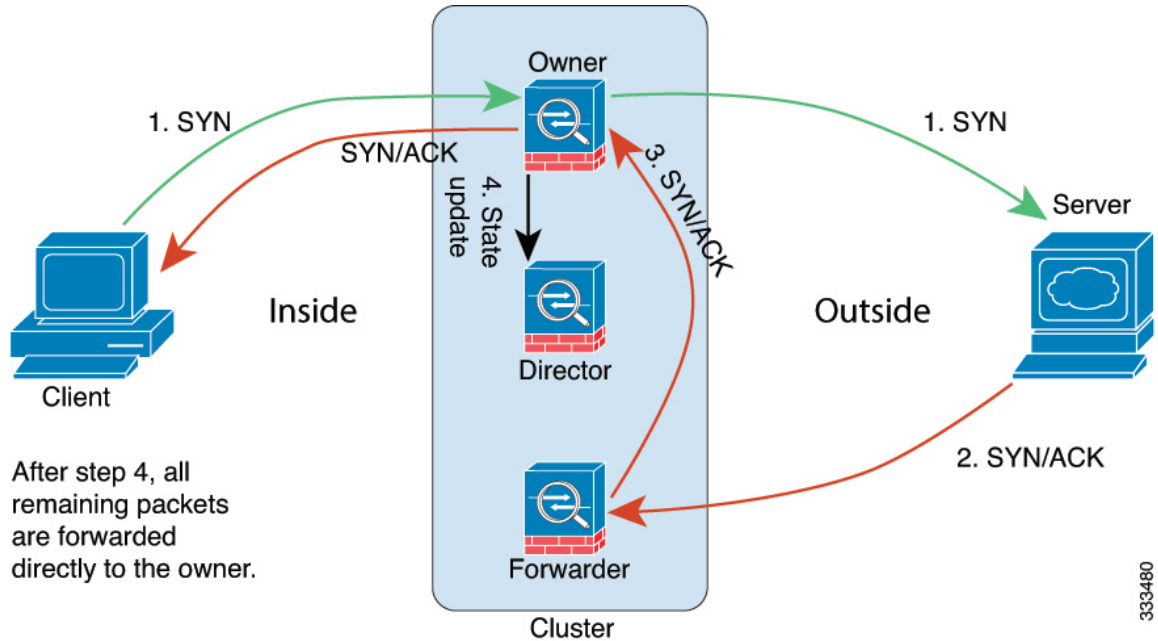 Owner
1. SYN
1. SYN
SYN/ACK
3. SYN/ACK
4. State
update
Server
Inside
Outside
Director
Client
2. SYN/ACK
After step 4, all
remaining packets
are forwarded
directly to the owner.
Forwarder
333480
Cluster